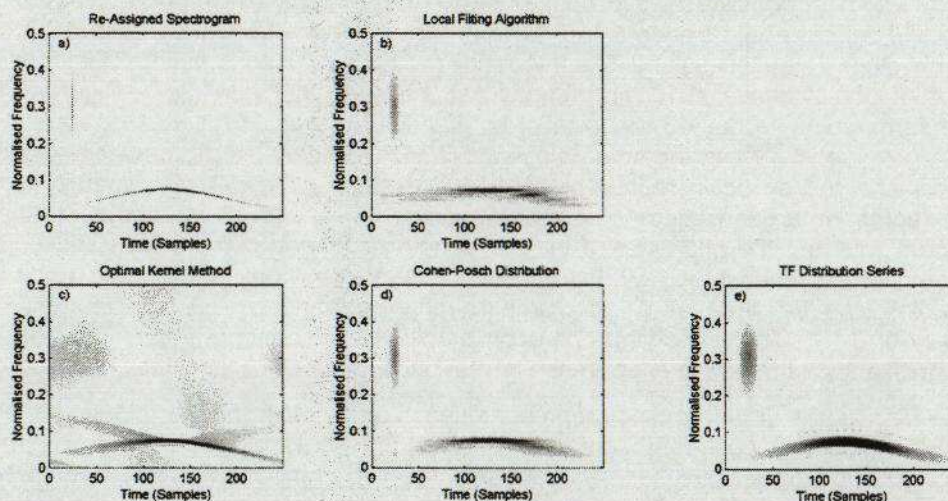 Re-Assigned Spectrogram
a)
0.5
0.4
0.3
0.2
0.1
0
Normalised Frequency
0 50 100 150 200
Time (Samples)
Local Filting Algorithm
b)
0.5
0.4
0.3
0.2
0.1
0
Normalised Frequency
0 50 100 150 200
Time (Samples)
Optimal Kernel Method
c)
0.5
0.4
0.3
0.2
0.1
0
Normalised Frequency
0 50 100 150 200
Time (Samples)
Cohen-Posch Distribution
d)
0.5
0.4
0.3
0.2
0.1
0
Normalised Frequency
0 50 100 150 200
Time (Samples)
TF Distribution Series
e)
0.5
0.4
0.3
0.2
0.1
0
Normalised Frequency
0 50 100 150 200
Time (Samples)